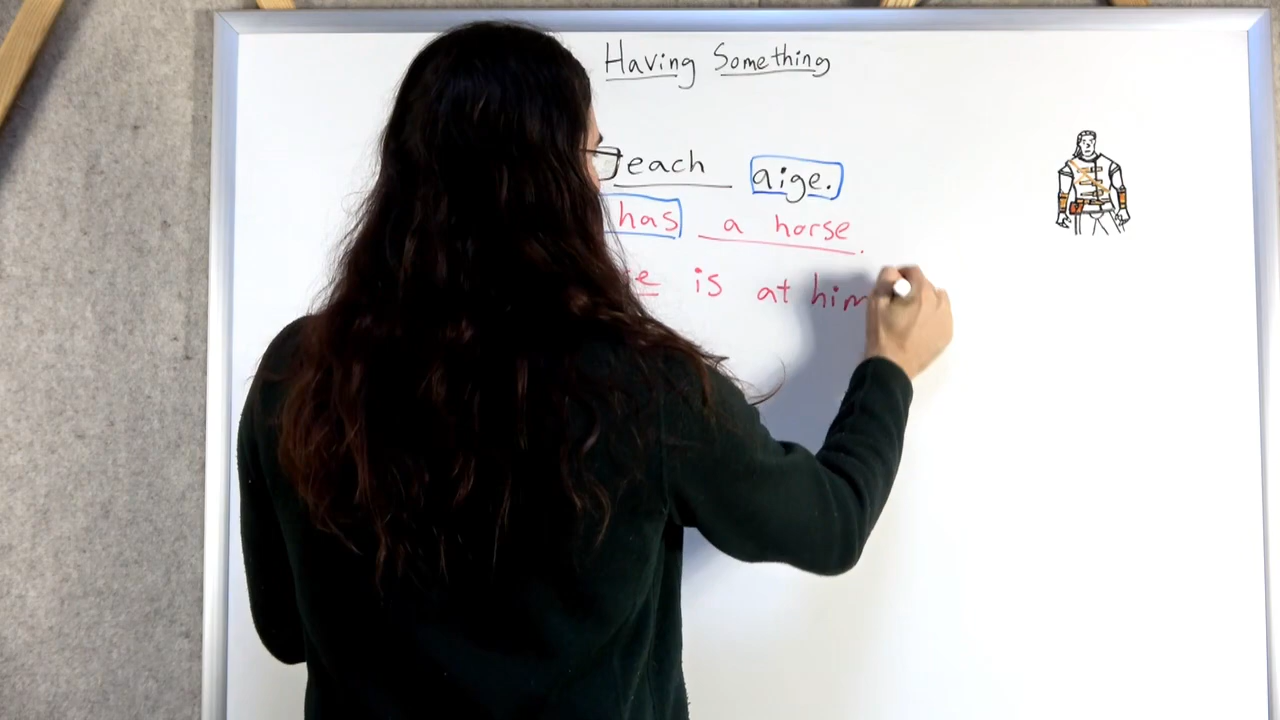 Having Something
each aige.
has a horse.
is at him